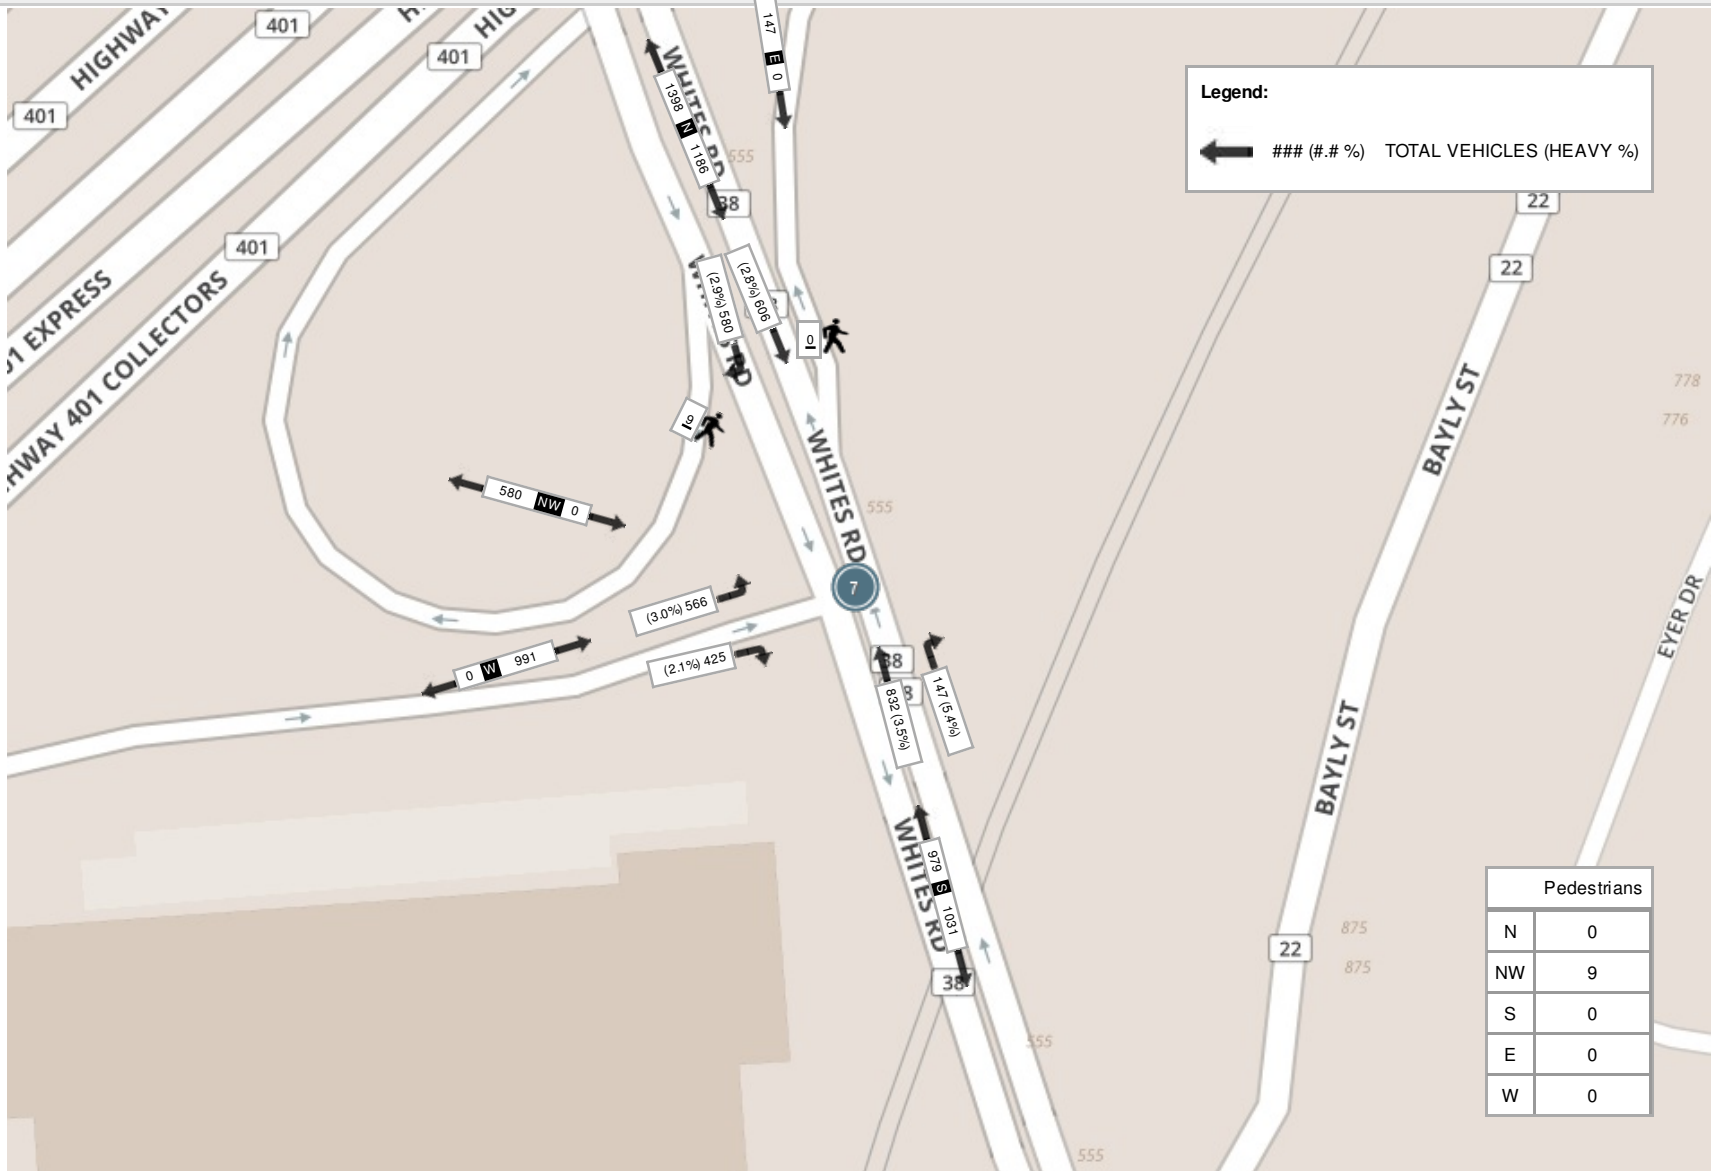 HIGHWAY
401
401
401
401
147 E 0
WHITES RD
1398 N 1186
555
38
Legend:
### (#.# %) TOTAL VEHICLES (HEAVY %)
22
22
(2.9%) 580
(2.8%) 606
0
HIGHWAY 401 COLLECTORS
401 EXPRESS
9
WHITES RD
580 NW 0
555
7
(3.0%) 566
0 W 991
(2.1%) 425
38
832 (3.5%)
147 (5.4%)
979 S 1031
WHITES RD
38
BAYLY ST
778
776
EYER DR
BAYLY ST
875
875
22
555
555
Pedestrians
N 0
NW 9
S 0
E 0
W 0